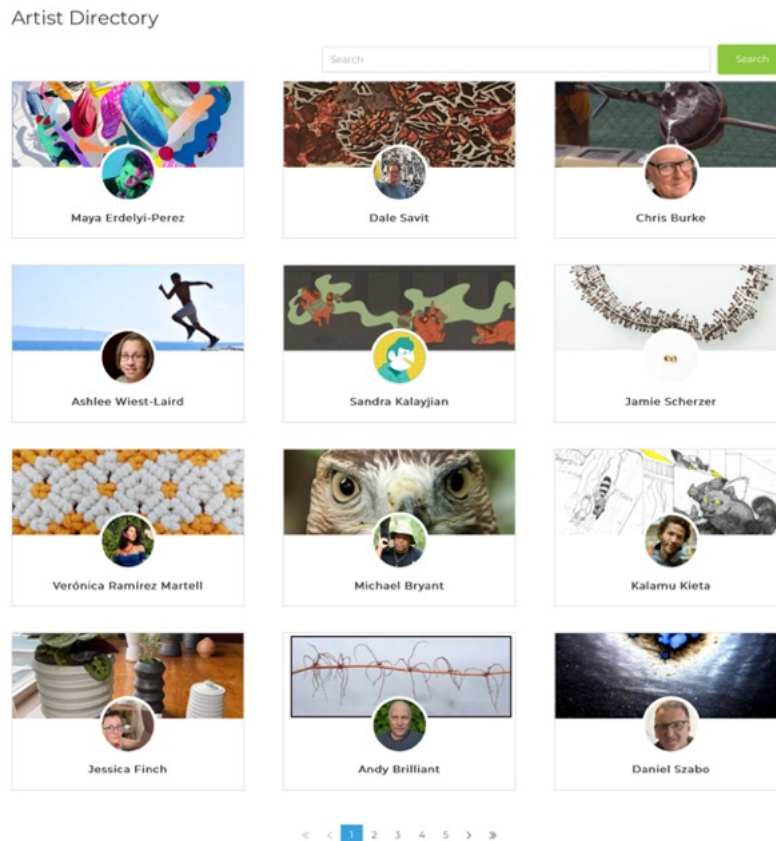 Artist Directory
Search
Search
Maya Erdelyi-Perez
Dale Savit
Chris Burke
Ashlee Wiest-Laird
Sandra Kalayjian
Jamie Scherzer
Verónica Ramírez Martell
Michael Bryant
Kalamu Kieta
Jessica Finch
Andy Brilliant
Daniel Szabo
« ‹ 1 2 3 4 5 › »